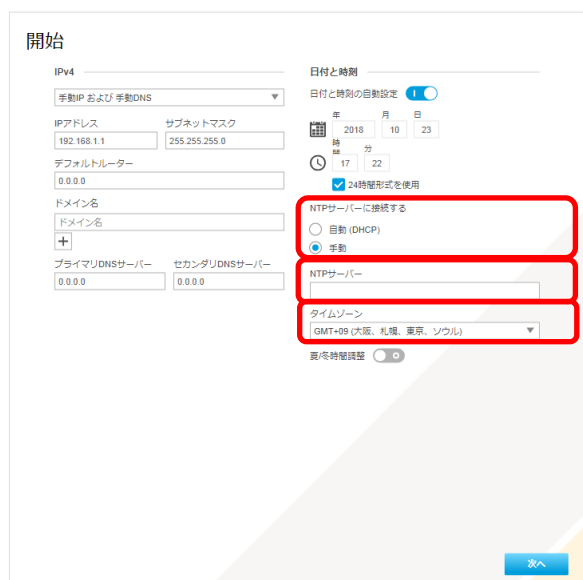 開始
IPv4
手動IP および 手動DNS
IPアドレス サブネットマスク
192.168.1.1 255.255.255.0
デフォルトルーター
0.0.0.0
ドメイン名
ドメイン名
プライマリDNSサーバー セカンダリDNSサーバー
0.0.0.0 0.0.0.0
日付と時刻
日付と時刻の自動設定
年 月 日
2018 10 23
時間 分
17 22
24時間形式を使用
NTPサーバーに接続する
自動 (DHCP)
手動
NTPサーバー
タイムゾーン
GMT+09 (大阪、札幌、東京、ソウル)
夏/冬時間調整
次へ